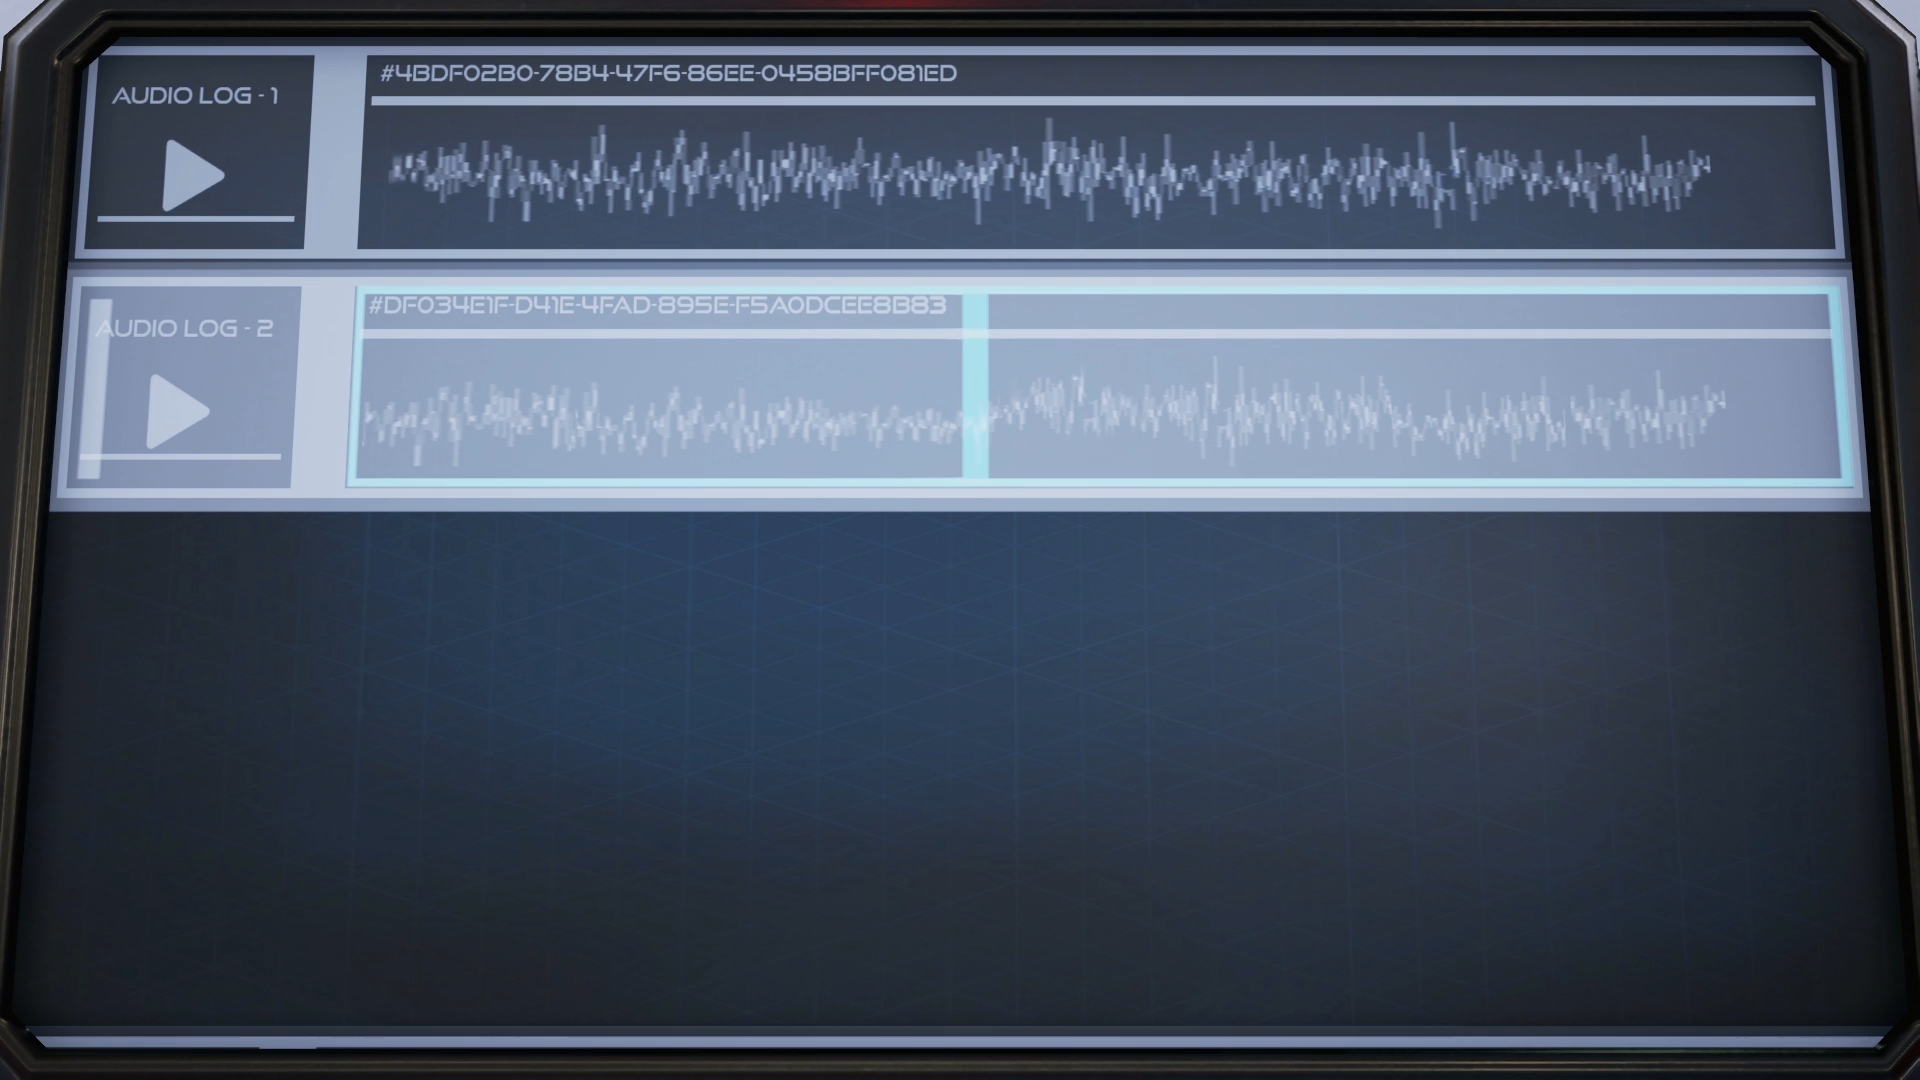 AUDIO LOG - 1
#4BDF02B0-78B4-47F6-86EE-0458BFF081ED
AUDIO LOG - 2
#DF034E1F-D41E-4FAD-895E-F5A0DCEE8B83